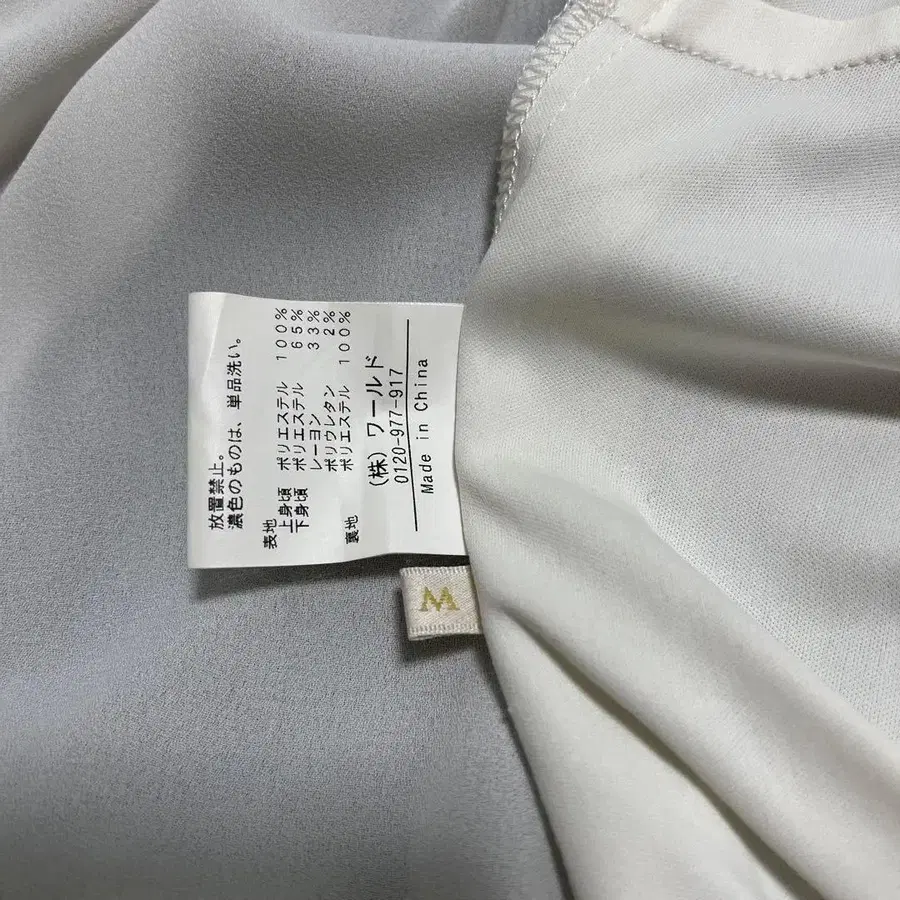 放置禁止。
濃色のものは、単品洗い。
表地
上身頃 ポリエステル 100%
下身頃 ポリエステル 65%
レーヨン 33%
ポリウレタン 2%
裏地 ポリエステル 100%
(株)ワールド
0120-977-917
Made in China
M